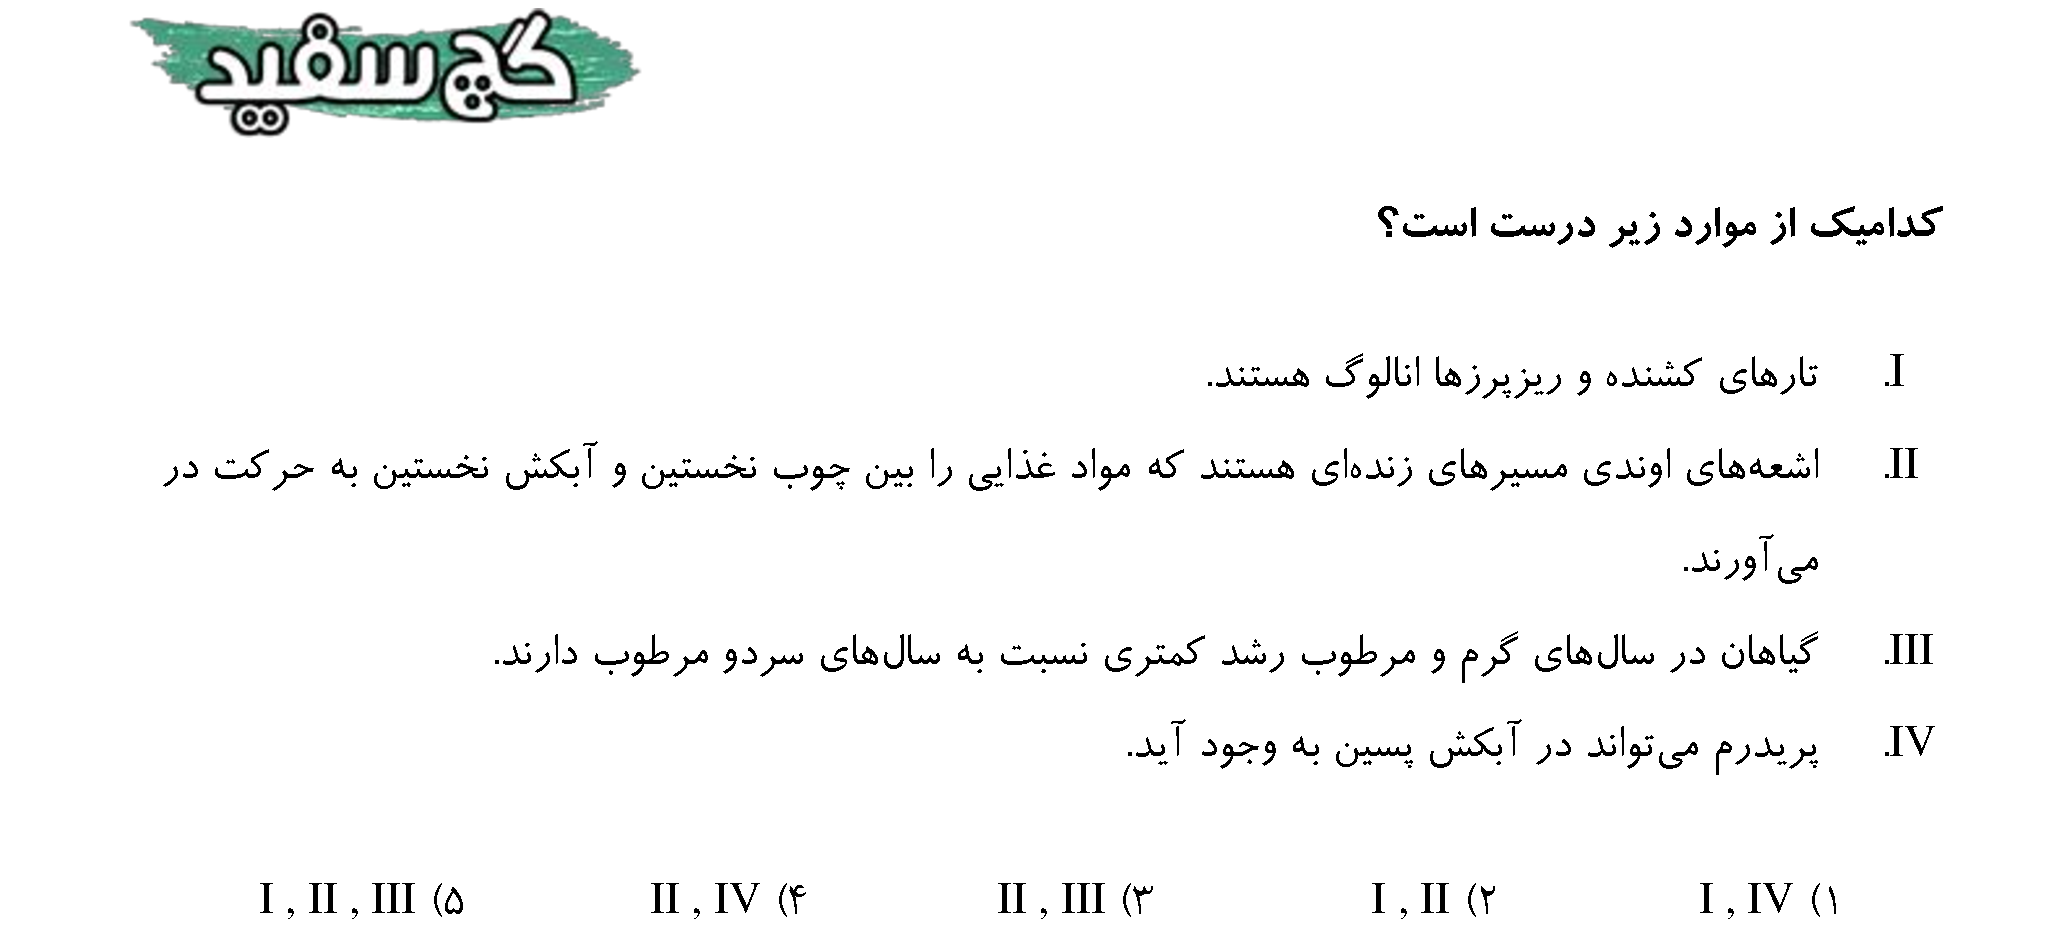 گچ سفید
کدامیک از موارد زیر درست است؟
I. تارهای کشنده و ریزپرزها انالوگ هستند.
II. اشعه‌های اوندی مسیرهای زنده‌ای هستند که مواد غذایی را بین چوب نخستین و آبکش نخستین به حرکت در
می‌آورند.
III. گیاهان در سال‌های گرم و مرطوب رشد کمتری نسبت به سال‌های سردو مرطوب دارند.
IV. پریدرم می‌تواند در آبکش پسین به وجود آید.
۱) I , IV ۲) I , II ۳) II , III ۴) II , IV ۵) I , II , III